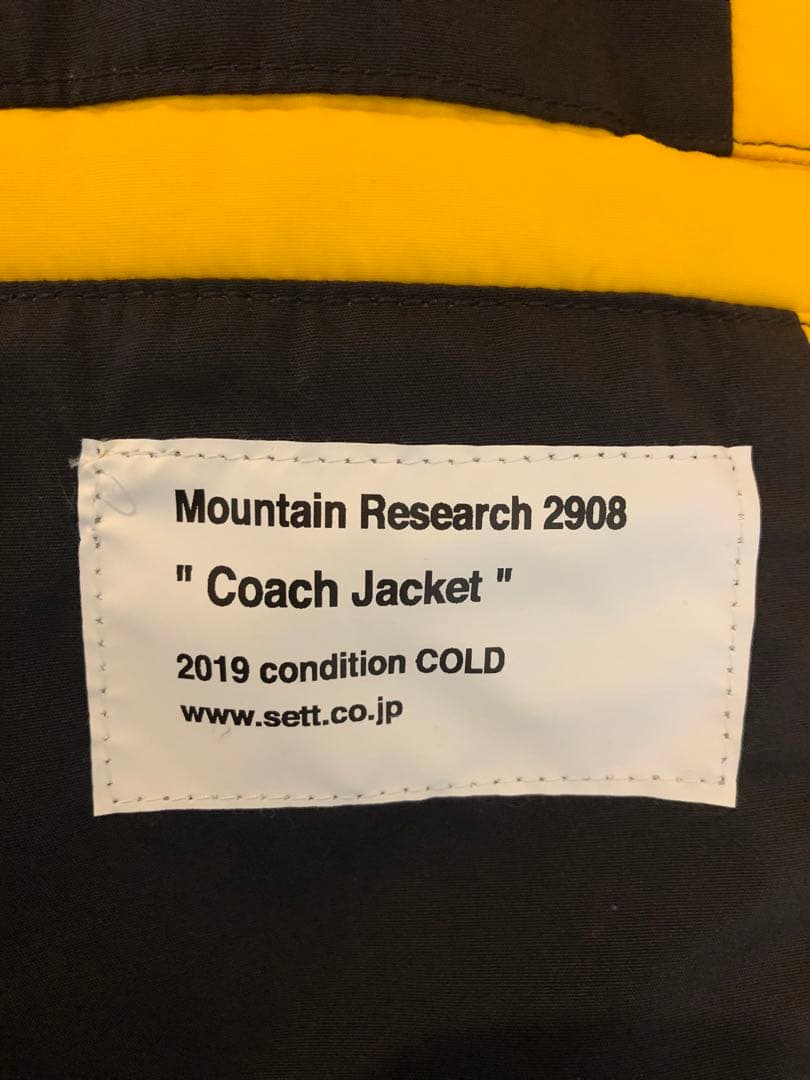 Mountain Research 2908
" Coach Jacket "
2019 condition COLD
www.sett.co.jp